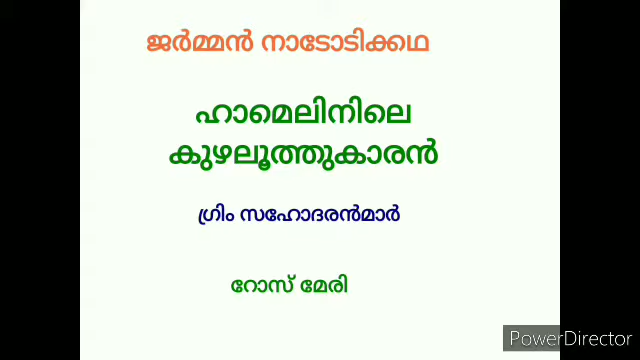 ജർമ്മൻ നാടോടിക്കഥ
ഹാമെലിനിലെ
കുഴലൂത്തുകാരൻ
ഗ്രിം സഹോദരൻമാർ
റോസ് മേരി
PowerDirector